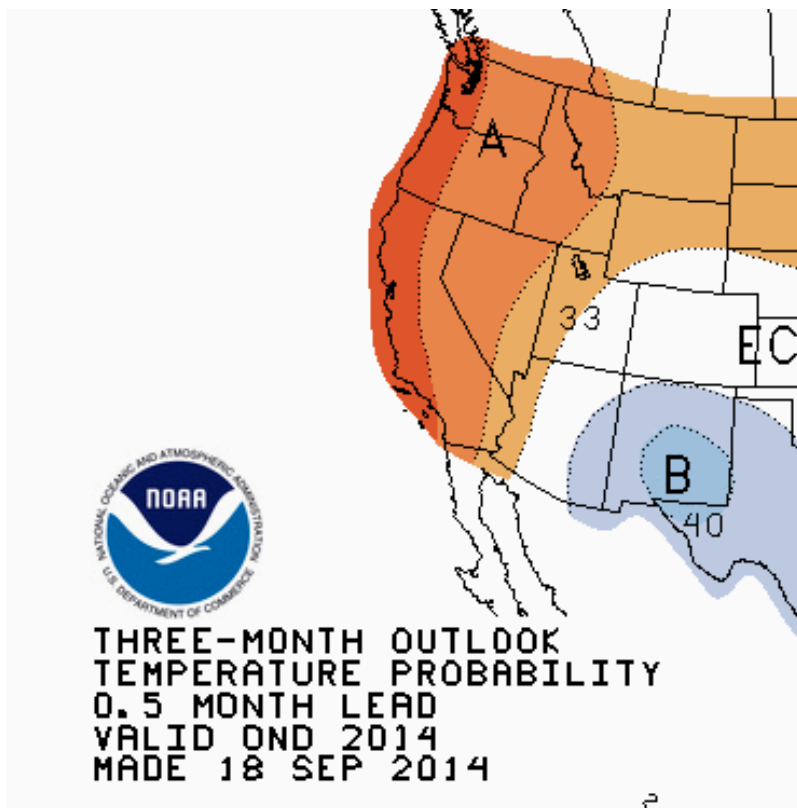 A
33
EC
B
40
NATIONAL OCEANIC AND ATMOSPHERIC ADMINISTRATION
NOAA
U.S. DEPARTMENT OF COMMERCE
THREE-MONTH OUTLOOK
TEMPERATURE PROBABILITY
0.5 MONTH LEAD
VALID OND 2014
MADE 18 SEP 2014